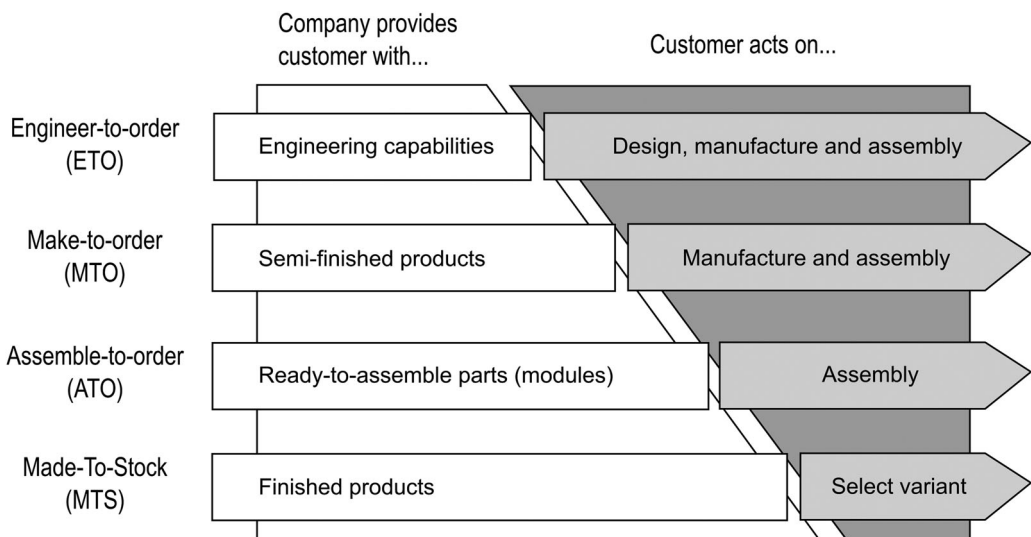 Company provides
customer with...
Customer acts on...
Engineer-to-order
(ETO)
Engineering capabilities
Design, manufacture and assembly
Make-to-order
(MTO)
Semi-finished products
Manufacture and assembly
Assemble-to-order
(ATO)
Ready-to-assemble parts (modules)
Assembly
Made-To-Stock
(MTS)
Finished products
Select variant